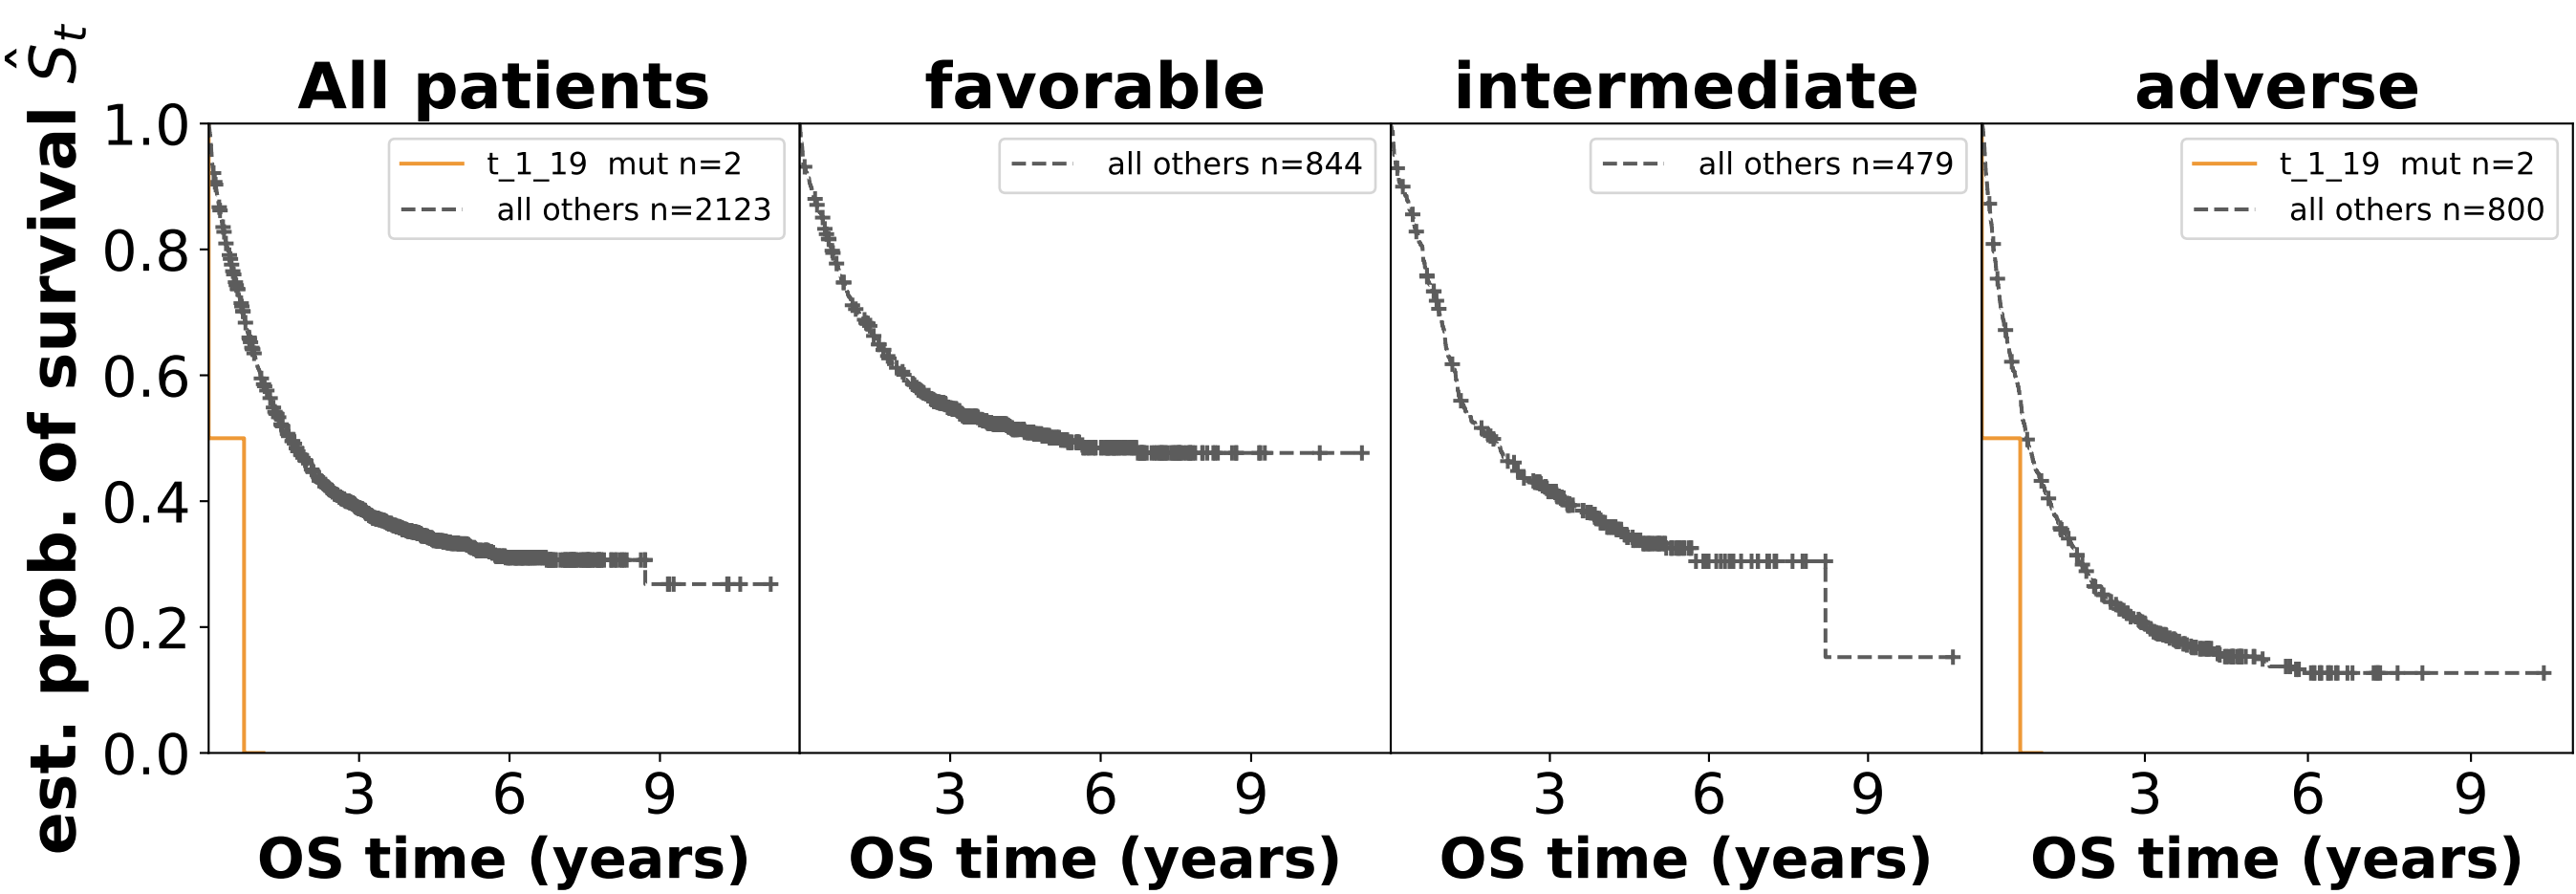 est. prob. of survival Ŝt
All patients
favorable
intermediate
adverse
1.0
0.8
0.6
0.4
0.2
0.0
t_1_19 mut n=2
all others n=2123
all others n=844
all others n=479
t_1_19 mut n=2
all others n=800
3 6 9
3 6 9
3 6 9
3 6 9
OS time (years)
OS time (years)
OS time (years)
OS time (years)